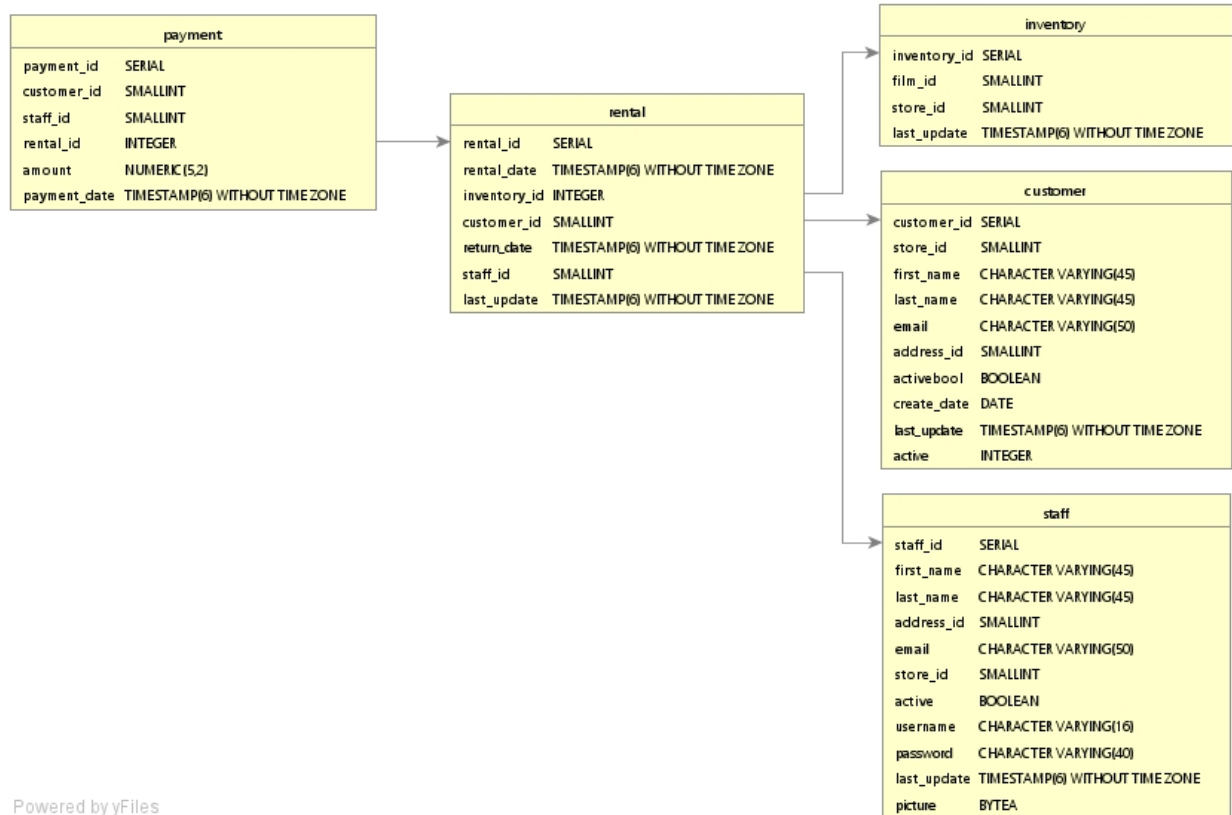 payment
payment_id SERIAL
customer_id SMALLINT
staff_id SMALLINT
rental_id INTEGER
amount NUMERIC(5,2)
payment_date TIMESTAMP(6) WITHOUT TIME ZONE
rental
rental_id SERIAL
rental_date TIMESTAMP(6) WITHOUT TIME ZONE
inventory_id INTEGER
customer_id SMALLINT
return_date TIMESTAMP(6) WITHOUT TIME ZONE
staff_id SMALLINT
last_update TIMESTAMP(6) WITHOUT TIME ZONE
inventory
inventory_id SERIAL
film_id SMALLINT
store_id SMALLINT
last_update TIMESTAMP(6) WITHOUT TIME ZONE
customer
customer_id SERIAL
store_id SMALLINT
first_name CHARACTER VARYING(45)
last_name CHARACTER VARYING(45)
email CHARACTER VARYING(50)
address_id SMALLINT
activebool BOOLEAN
create_date DATE
last_update TIMESTAMP(6) WITHOUT TIME ZONE
active INTEGER
staff
staff_id SERIAL
first_name CHARACTER VARYING(45)
last_name CHARACTER VARYING(45)
address_id SMALLINT
email CHARACTER VARYING(50)
store_id SMALLINT
active BOOLEAN
username CHARACTER VARYING(16)
password CHARACTER VARYING(40)
last_update TIMESTAMP(6) WITHOUT TIME ZONE
picture BYTEA
Powered by yFiles